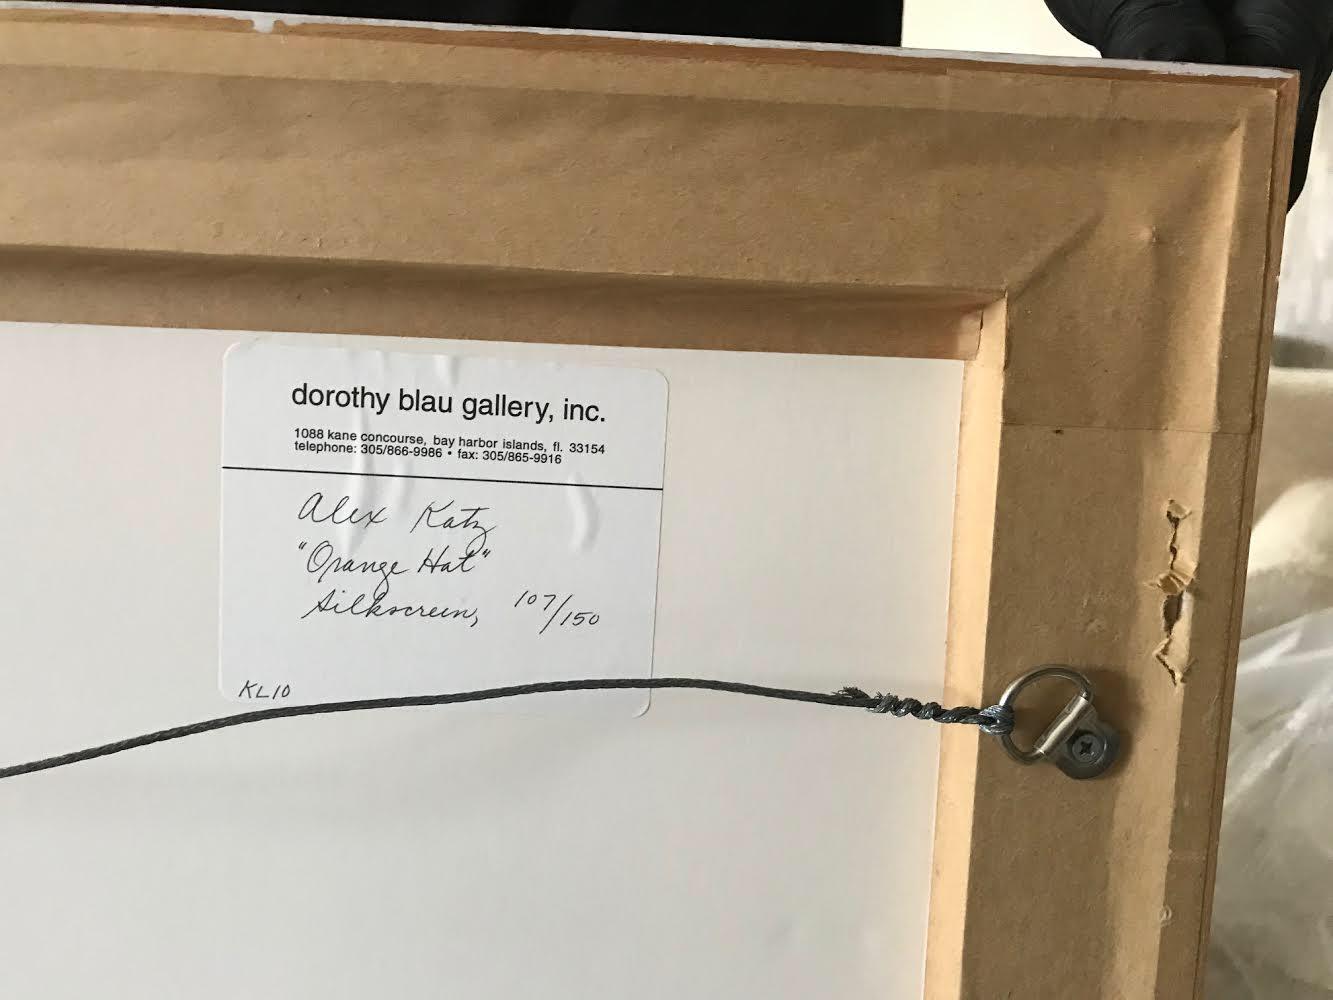 dorothy blau gallery, inc.
1088 kane concourse, bay harbor islands, fl. 33154
telephone: 305/866-9986 • fax: 305/865-9916
Alex Katz
"Orange Hat"
Silkscreen, 107/150
KL10